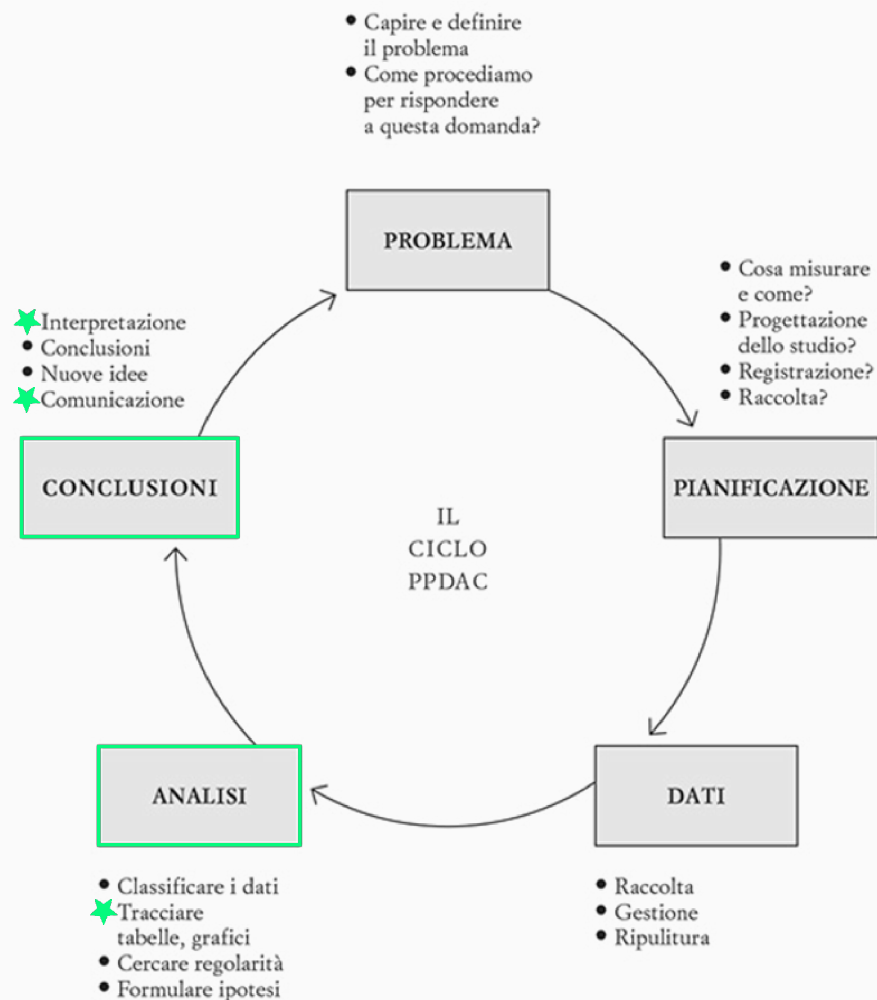 Capire e definire
il problema
Come procediamo
per rispondere
a questa domanda?
PROBLEMA
Cosa misurare
e come?
Progettazione
dello studio?
Registrazione?
Raccolta?
PIANIFICAZIONE
DATI
Raccolta
Gestione
Ripulitura
ANALISI
Classificare i dati
Tracciare
tabelle, grafici
Cercare regolarità
Formulare ipotesi
Interpretazione
Conclusioni
Nuove idee
Comunicazione
CONCLUSIONI
IL
CICLO
PPDAC